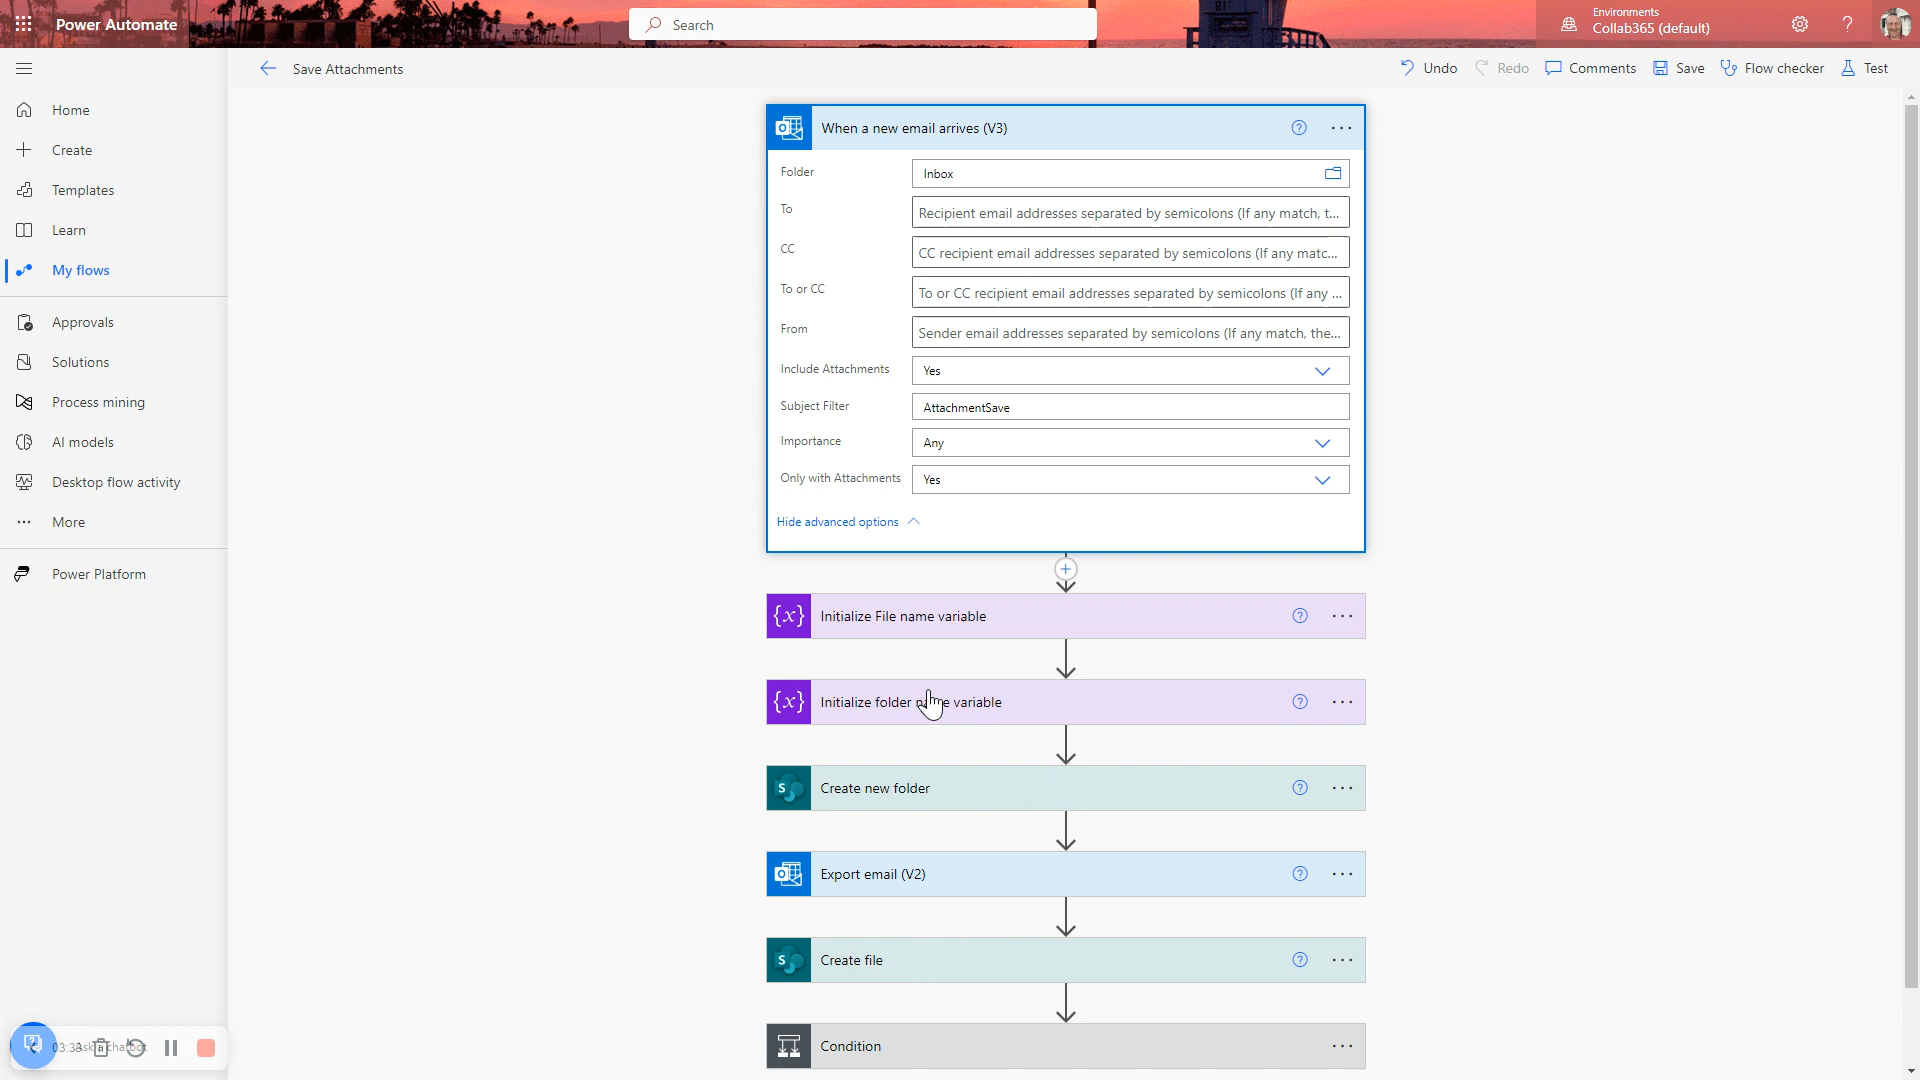 Power Automate
Search
Environments
Collab365 (default)
Save Attachments
Undo
Redo
Comments
Save
Flow checker
Test
Home
Create
Templates
Learn
My flows
Approvals
Solutions
Process mining
AI models
Desktop flow activity
More
Power Platform
When a new email arrives (V3)
Folder
Inbox
To
Recipient email addresses separated by semicolons (If any match, t...
CC
CC recipient email addresses separated by semicolons (If any matc...
To or CC
To or CC recipient email addresses separated by semicolons (If any ...
From
Sender email addresses separated by semicolons (If any match, the...
Include Attachments
Yes
Subject Filter
AttachmentSave
Importance
Any
Only with Attachments
Yes
Hide advanced options
{x} Initialize File name variable
{x} Initialize folder name variable
Create new folder
Export email (V2)
Create file
Condition